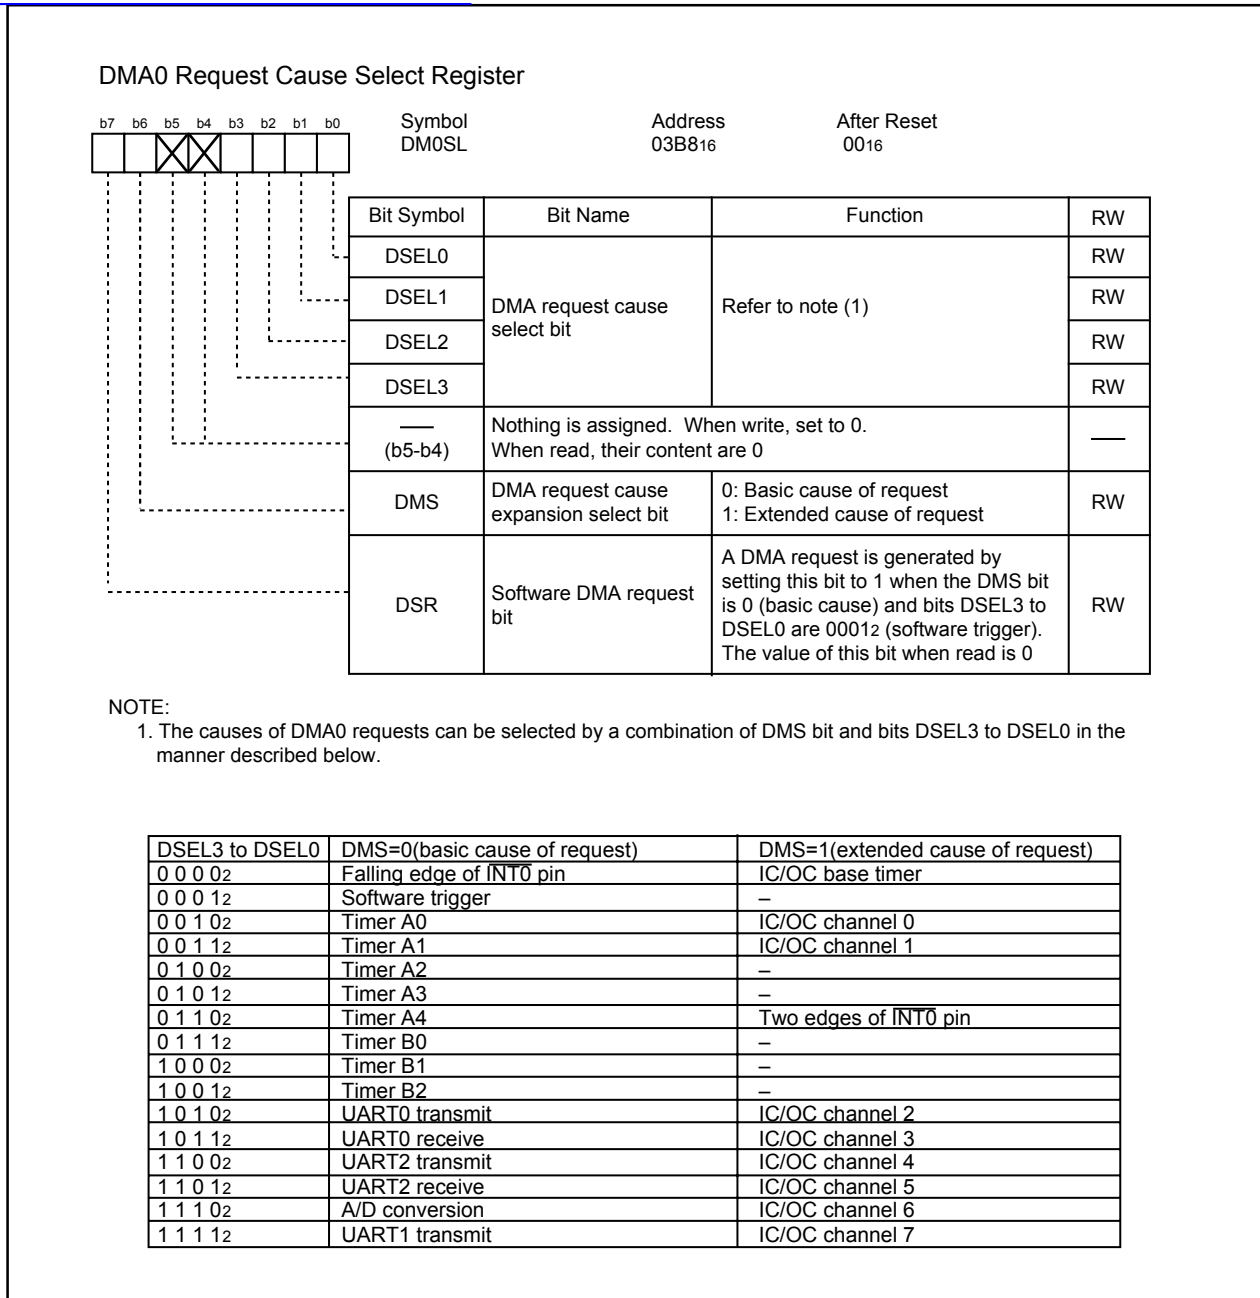 DMA0 Request Cause Select Register
b7 b6 b5 b4 b3 b2 b1 b0
Symbol Address After Reset
DM0SL 03B816 0016
Bit Symbol Bit Name Function RW
DSEL0 RW
DSEL1 RW
DMA request cause
select bit
Refer to note (1)
DSEL2 RW
DSEL3 RW
—
(b5-b4)
Nothing is assigned. When write, set to 0.
When read, their content are 0
—
DMS
DMA request cause
expansion select bit
0: Basic cause of request
1: Extended cause of request
RW
DSR
Software DMA request
bit
A DMA request is generated by
setting this bit to 1 when the DMS bit
is 0 (basic cause) and bits DSEL3 to
DSEL0 are 00012 (software trigger).
The value of this bit when read is 0
RW
NOTE:
1. The causes of DMA0 requests can be selected by a combination of DMS bit and bits DSEL3 to DSEL0 in the
manner described below.
DSEL3 to DSEL0 DMS=0(basic cause of request) DMS=1(extended cause of request)
0 0 0 02 Falling edge of INT0 pin IC/OC base timer
0 0 0 12 Software trigger –
0 0 1 02 Timer A0 IC/OC channel 0
0 0 1 12 Timer A1 IC/OC channel 1
0 1 0 02 Timer A2 –
0 1 0 12 Timer A3 –
0 1 1 02 Timer A4 Two edges of INT0 pin
0 1 1 12 Timer B0 –
1 0 0 02 Timer B1 –
1 0 0 12 Timer B2 –
1 0 1 02 UART0 transmit IC/OC channel 2
1 0 1 12 UART0 receive IC/OC channel 3
1 1 0 02 UART2 transmit IC/OC channel 4
1 1 0 12 UART2 receive IC/OC channel 5
1 1 1 02 A/D conversion IC/OC channel 6
1 1 1 12 UART1 transmit IC/OC channel 7